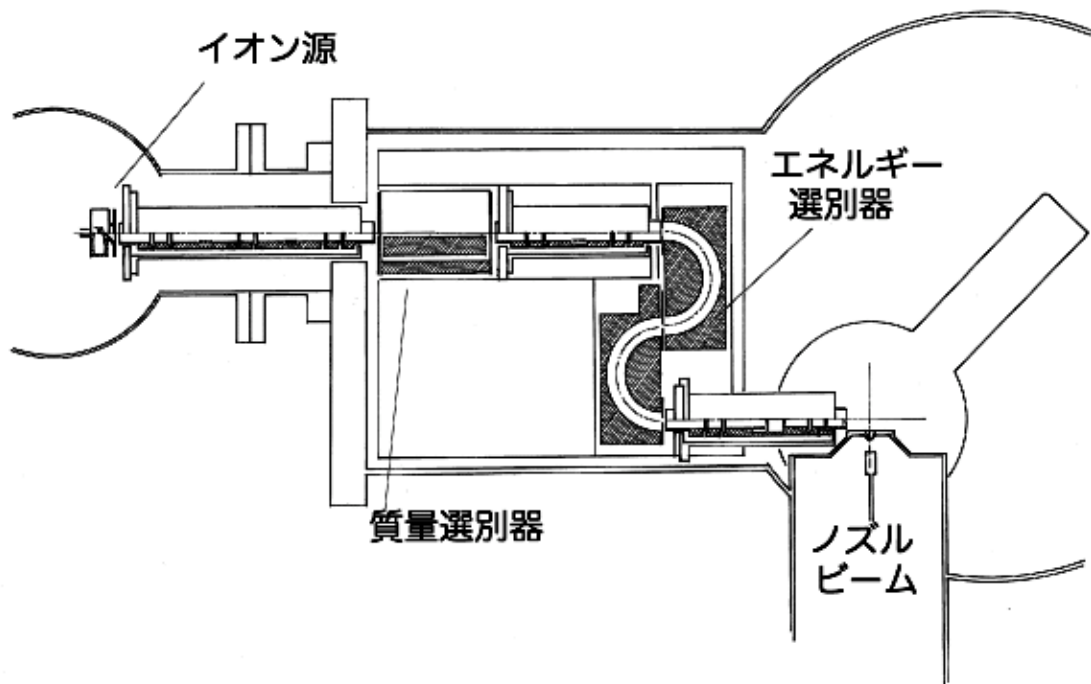 イオン源
エネルギー
選別器
質量選別器
ノズル
ビーム